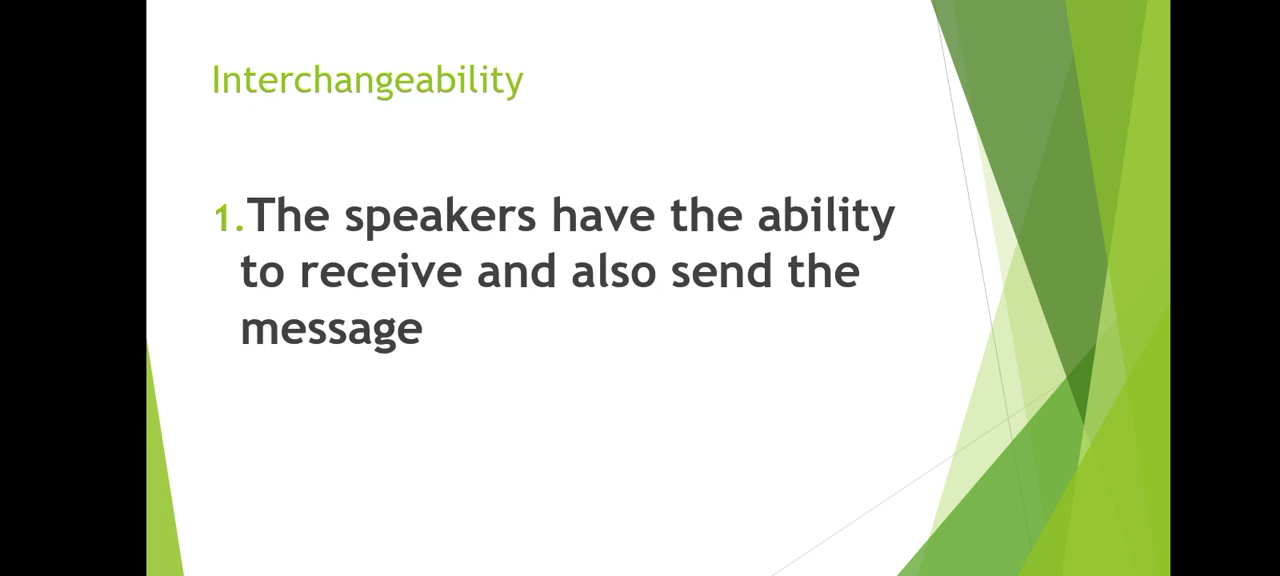 Interchangeability
1.The speakers have the ability
to receive and also send the
message